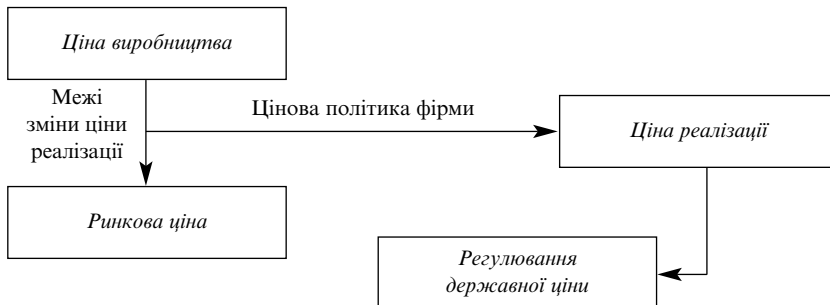 Ціна виробництва
Межі
зміни ціни
реалізації
Цінова політика фірми
Ціна реалізації
Ринкова ціна
Регулювання
державної ціни